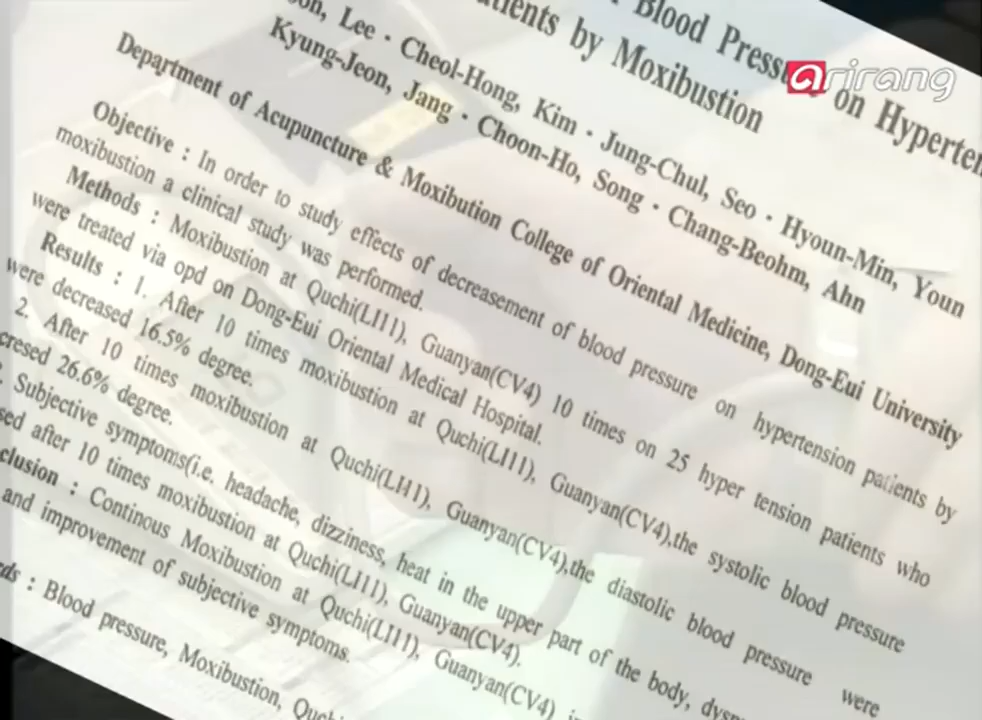 Blood Pressu on Hyperten
tients by Moxibustion
on, Lee · Cheol-Hong, Kim · Jung-Chul, Seo · Hyoun-Min, Youn
Kyung-Jeon, Jang · Choon-Ho, Song · Chang-Beohm, Ahn
Department of Acupuncture & Moxibution College of Oriental Medicine, Dong-Eui University
Objective : In order to study effects of decreasement of blood pressure on hypertension patients by
moxibustion a clinical study was performed.
Methods : Moxibustion at Quchi(LI11), Guanyan(CV4) 10 times on 25 hyper tension patients who
were treated via opd on Dong-Eui Oriental Medical Hospital.
Results : 1. After 10 times moxibustion at Quchi(LI11), Guanyan(CV4),the systolic blood pressure
were decreased 16.5% degree.
2. After 10 times moxibustion at Quchi(LI11), Guanyan(CV4),the diastolic blood pressure were
cresed 26.6% degree.
. Subjective symptoms(i.e. headache, dizziness, heat in the upper part of the body, dysp
sed after 10 times moxibustion at Quchi(LI11), Guanyan(CV4).
clusion : Continous Moxibustion at Quchi(LI11), Guanyan(CV4) i
and improvement of subjective symptoms.
ds : Blood pressure, Moxibustion, Quchi
arirang